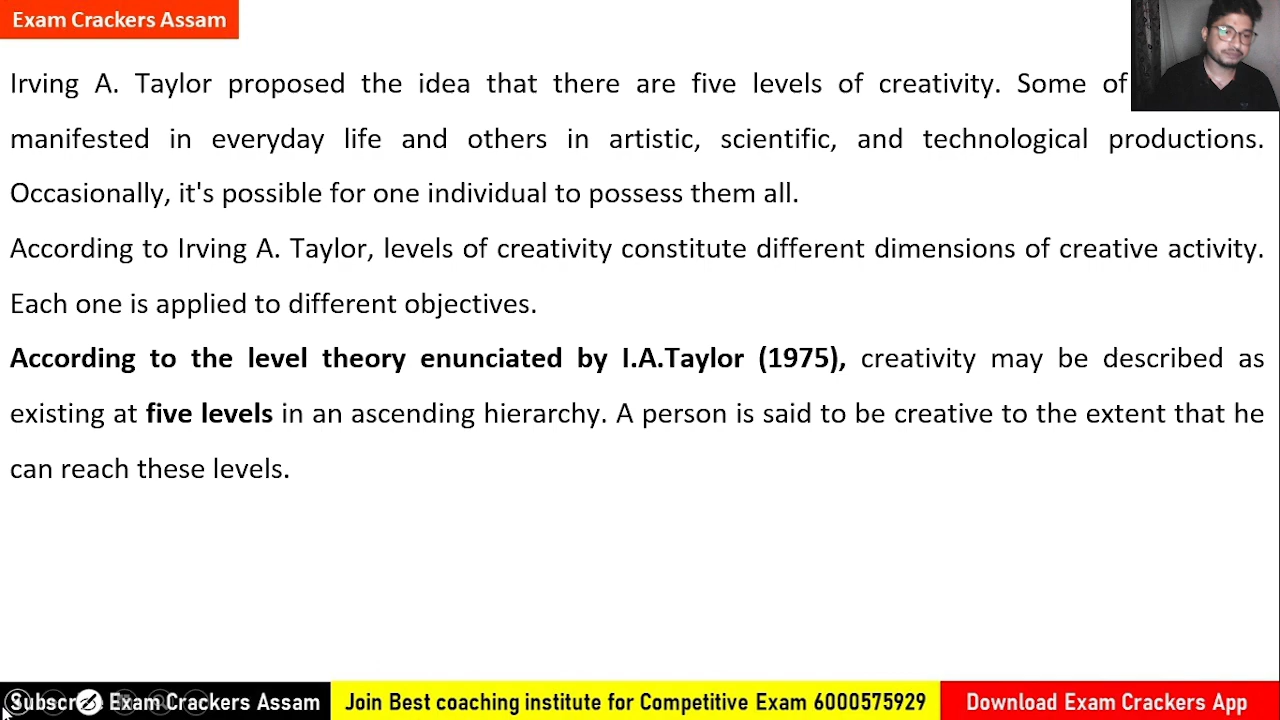 Exam Crackers Assam
Irving A. Taylor proposed the idea that there are five levels of creativity. Some of
manifested in everyday life and others in artistic, scientific, and technological productions.
Occasionally, it's possible for one individual to possess them all.
According to Irving A. Taylor, levels of creativity constitute different dimensions of creative activity.
Each one is applied to different objectives.
According to the level theory enunciated by I.A.Taylor (1975), creativity may be described as
existing at five levels in an ascending hierarchy. A person is said to be creative to the extent that he
can reach these levels.
Subscribe Exam Crackers Assam Join Best coaching institute for Competitive Exam 6000575929 Download Exam Crackers App